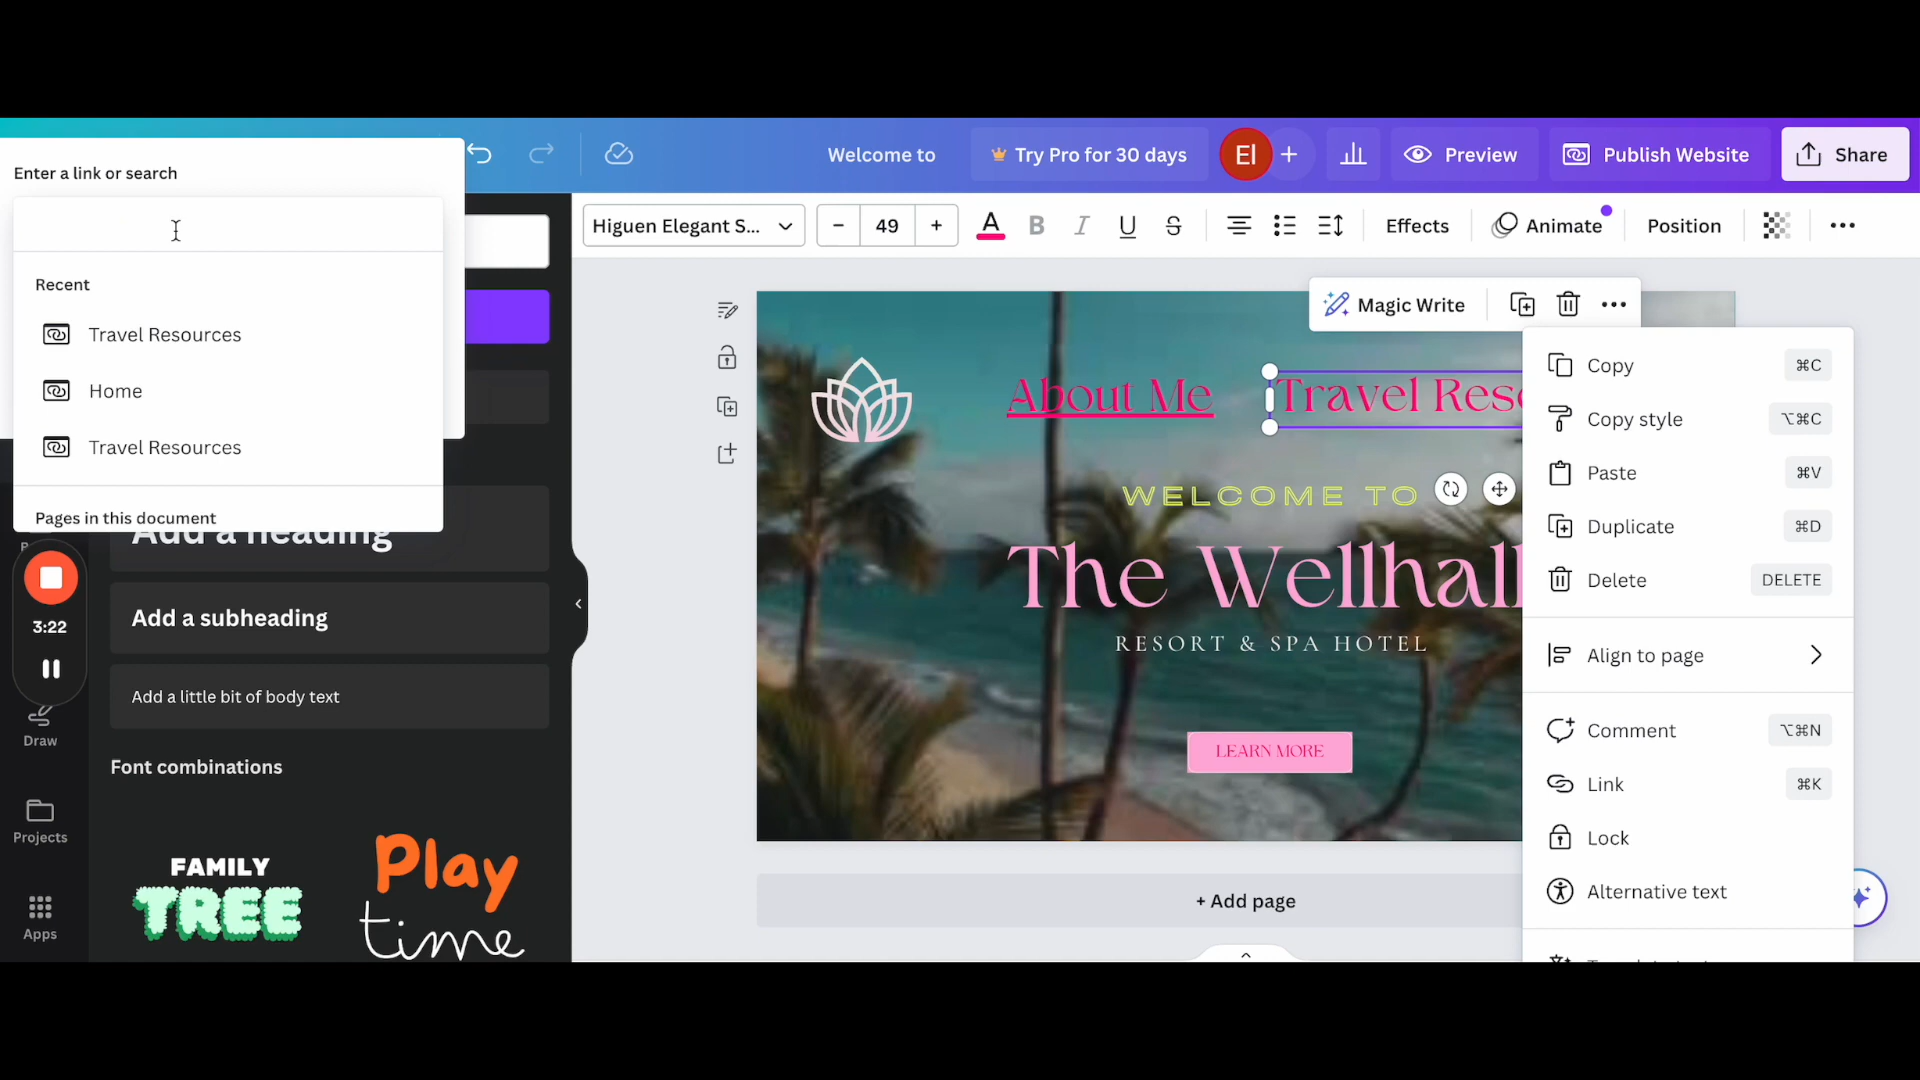 Enter a link or search
Recent
Travel Resources
Home
Travel Resources
Pages in this document
Welcome to
Try Pro for 30 days
El
Preview
Publish Website
Share
Higuen Elegant S...
49
A
B
I
U
S
Effects
Animate
Position
Magic Write
About Me
Travel Reso
WELCOME TO
The Wellhall
RESORT & SPA HOTEL
LEARN MORE
Copy ⌘C
Copy style ⌥⌘C
Paste ⌘V
Duplicate ⌘D
Delete DELETE
Align to page
Comment ⌥⌘N
Link ⌘K
Lock
Alternative text
+ Add page
3:22
Draw
Projects
Apps
Add a heading
Add a subheading
Add a little bit of body text
Font combinations
FAMILY
TREE
Play
time